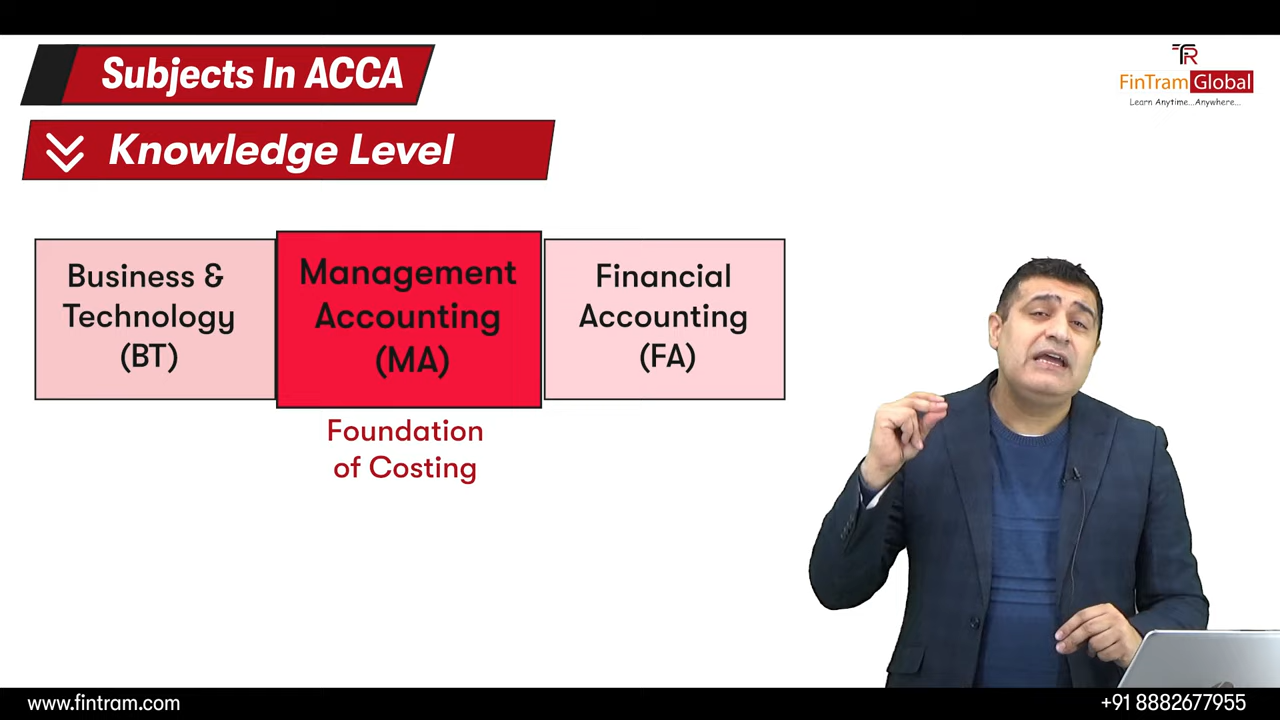 Subjects In ACCA
Knowledge Level
FinTram Global
Learn Anytime...Anywhere...
Business &
Technology
(BT)
Management
Accounting
(MA)
Financial
Accounting
(FA)
Foundation
of Costing
www.fintram.com
+91 8882677955